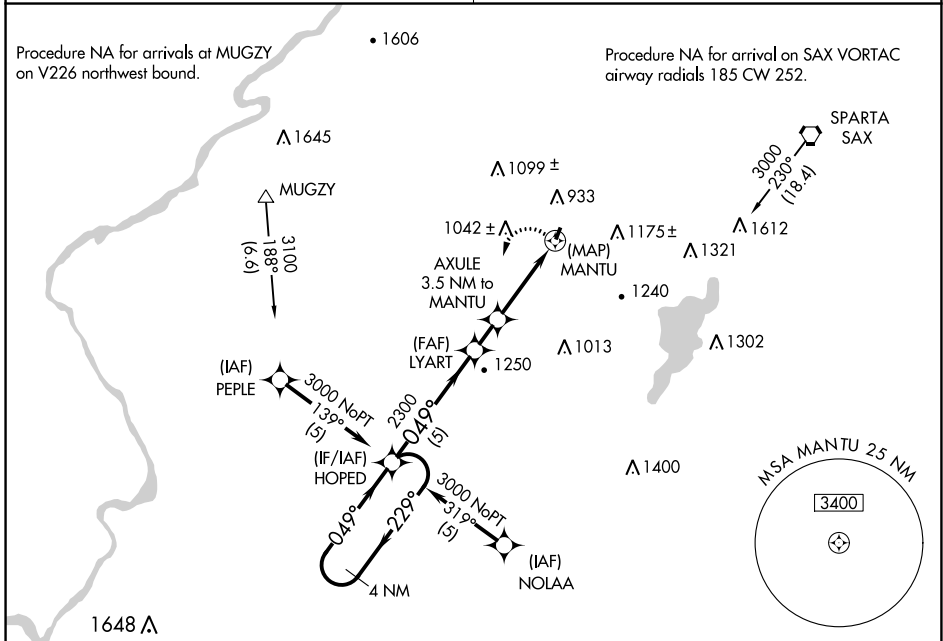 Procedure NA for arrivals at MUGZY
on V226 northwest bound.
1606
Procedure NA for arrival on SAX VORTAC
airway radials 185 CW 252.
SPARTA
SAX
3000
230°
(18.4)
1645
MUGZY
3100
188°
(6.6)
1099 ±
933
1042 ±
1175 ±
1612
1321
(MAP)
MANTU
AXULE
3.5 NM to
MANTU
1240
(FAF)
LYART
1250
1013
1302
(IAF)
PEPLE
3000 NoPT
139°
(5)
2300
049°
(5)
(IF/IAF)
HOPED
1400
3000 NoPT
319°
(5)
049°
229°
(IAF)
NOLAA
4 NM
MSA MANTU 25 NM
3400
1648